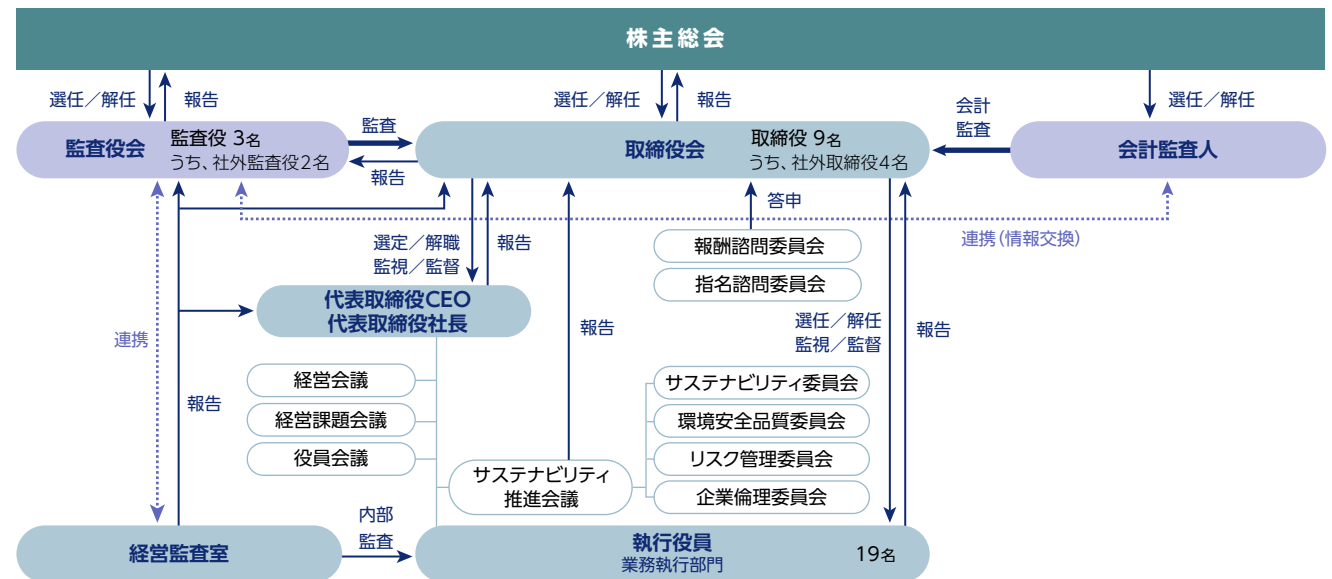 株主総会
選任／解任
報告
選任／解任
報告
選任／解任
監査役会
監査役 3名
うち、社外監査役2名
監査
報告
取締役会
取締役 9名
うち、社外取締役4名
会計
監査
会計監査人
答申
連携（情報交換）
選定／解職
監視／監督
報告
報酬諮問委員会
指名諮問委員会
代表取締役CEO
代表取締役社長
連携
報告
報告
選任／解任
監視／監督
報告
経営会議
経営課題会議
役員会議
サステナビリティ
推進会議
サステナビリティ委員会
環境安全品質委員会
リスク管理委員会
企業倫理委員会
経営監査室
内部
監査
執行役員
業務執行部門
19名